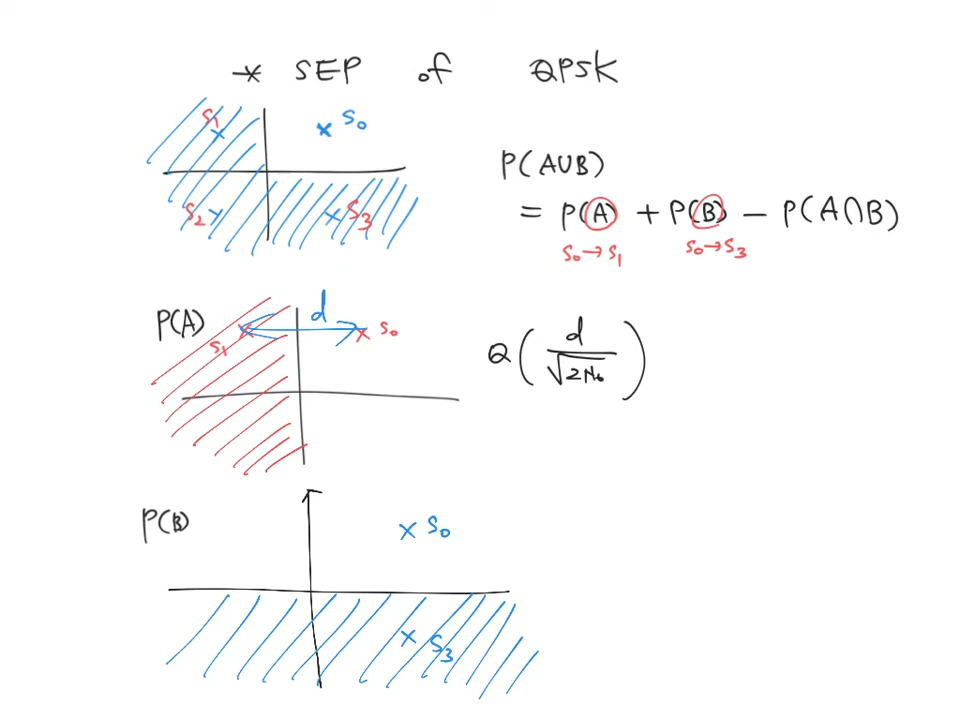 * SEP of QPSK
S1
S0
S2
S3
P(A∪B)
= P(A) + P(B) - P(A∩B)
S0→S1 S0→S3
P(A)
d
S1
S0
Q(d/√2N0)
P(B)
S0
S3